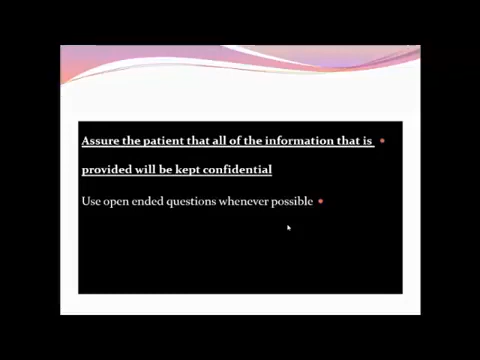 Assure the patient that all of the information that is
provided will be kept confidential
Use open ended questions whenever possible